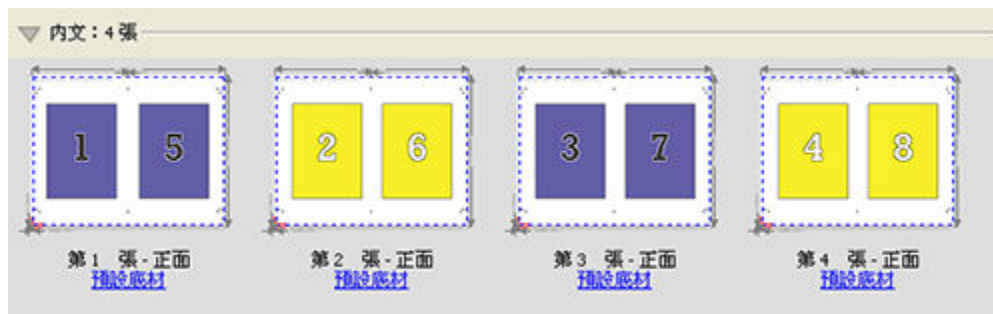 內文：4 張
1 5
2 6
3 7
4 8
第 1 張 - 正面
預設底材
第 2 張 - 正面
預設底材
第 3 張 - 正面
預設底材
第 4 張 - 正面
預設底材